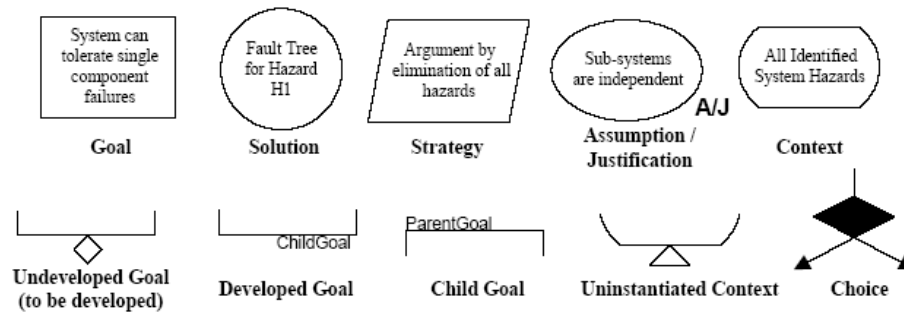 System can
tolerate single
component
failures
Goal
Fault Tree
for Hazard
H1
Solution
Argument by
elimination of all
hazards
Strategy
Sub-systems
are independent
A/J
Assumption /
Justification
All Identified
System Hazards
Context
Undeveloped Goal
(to be developed)
ChildGoal
Developed Goal
ParentGoal
Child Goal
Uninstantiated Context
Choice